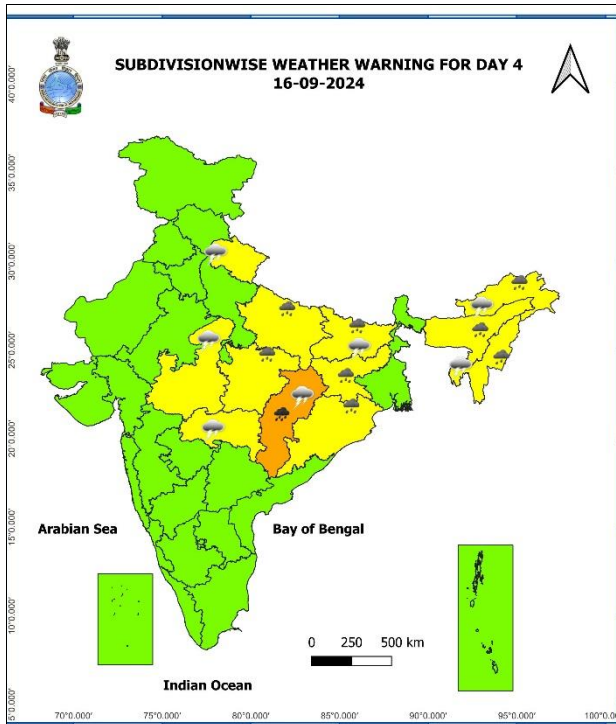 SUBDIVISIONWISE WEATHER WARNING FOR DAY 4
16-09-2024
40°0.000'
35°0.000'
30°0.000'
25°0.000'
20°0.000'
15°0.000'
10°0.000'
5°0.000'
Arabian Sea
Bay of Bengal
0 250 500 km
Indian Ocean
70°0.000' 75°0.000' 80°0.000' 85°0.000' 90°0.000' 95°0.000' 100°0.0